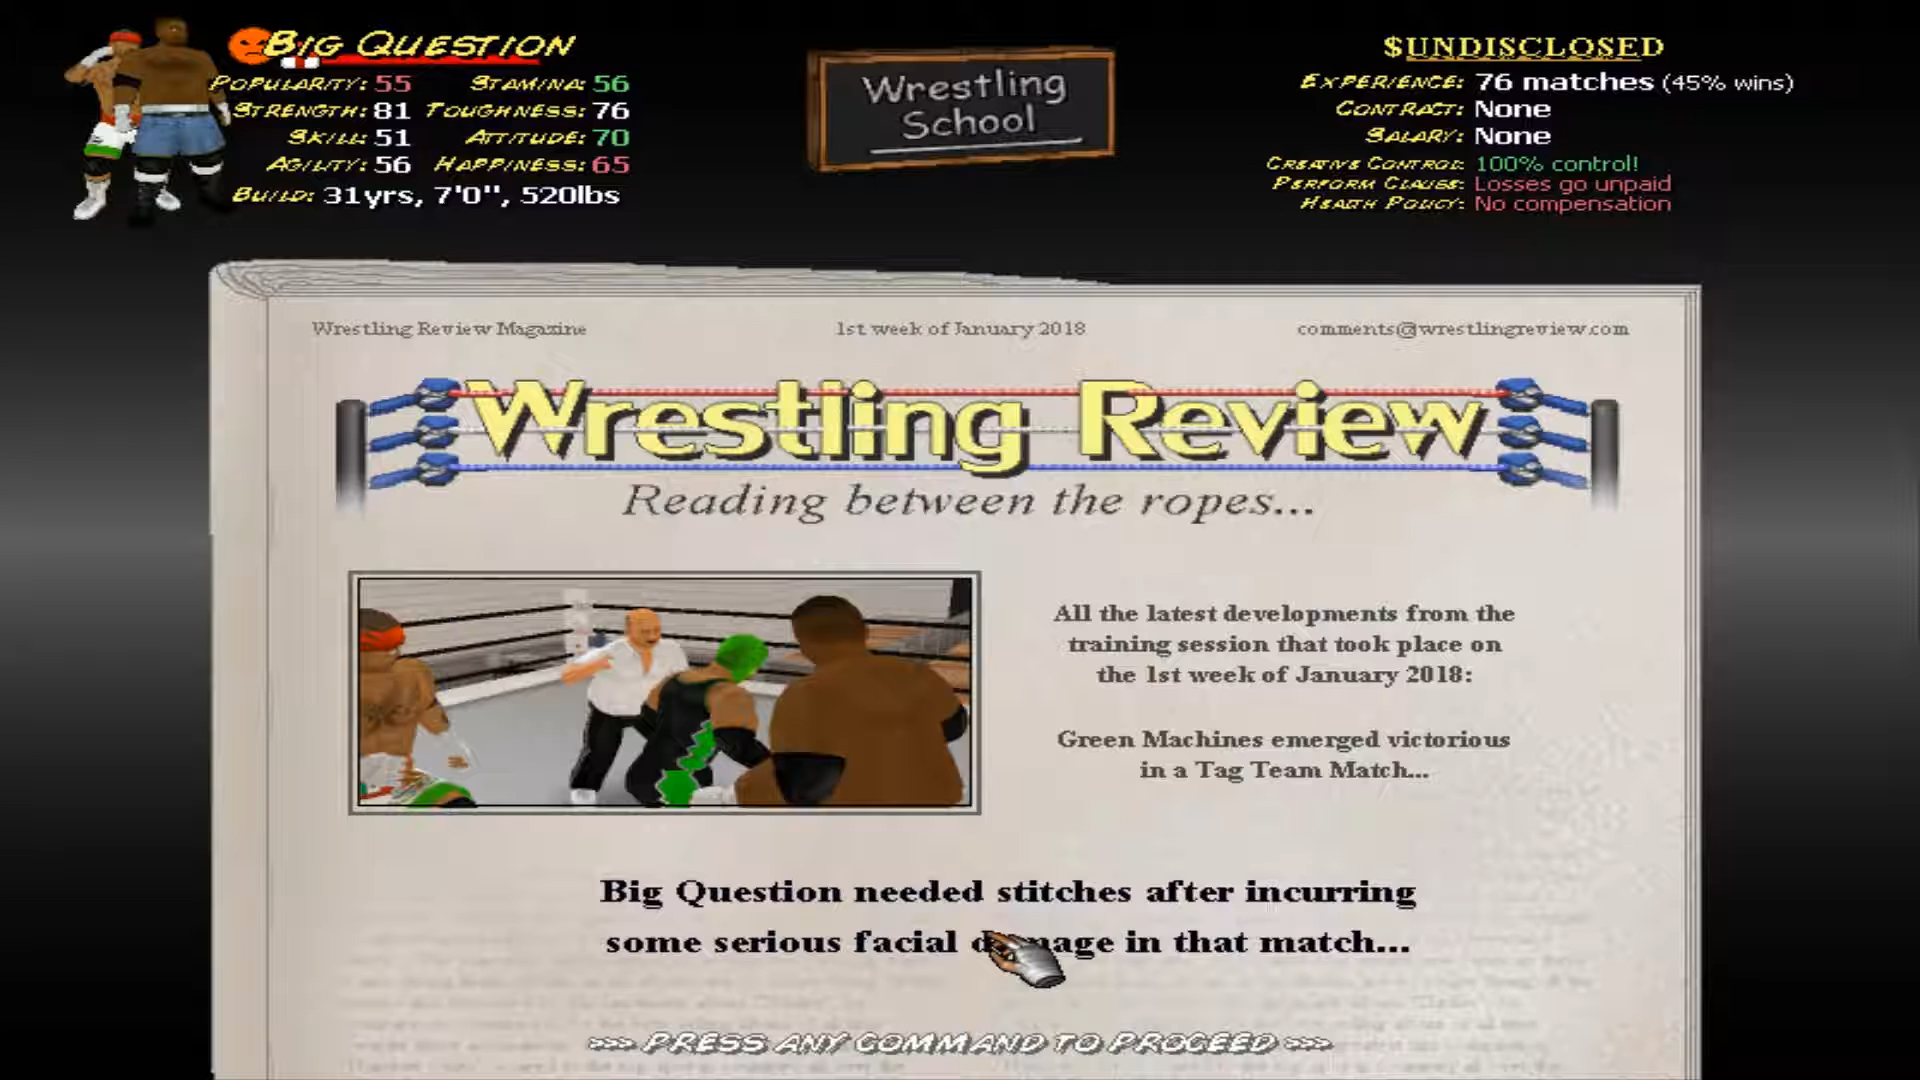 BIG QUESTION
POPULARITY: 55 STAMINA: 56
STRENGTH: 81 TOUGHNESS: 76
SKILL: 51 ATTITUDE: 70
AGILITY: 56 HAPPINESS: 65
BUILD: 31yrs, 7'0", 520lbs
Wrestling
School
$UNDISCLOSED
EXPERIENCE: 76 matches (45% wins)
CONTRACT: None
SALARY: None
CREATIVE CONTROL: 100% control!
PERFORM CLAUSE: Losses go unpaid
HEALTH POLICY: No compensation
Wrestling Review Magazine 1st week of January 2018 comments@wrestlingreview.com
Wrestling Review
Reading between the ropes...
All the latest developments from the
training session that took place on
the 1st week of January 2018:
Green Machines emerged victorious
in a Tag Team Match...
Big Question needed stitches after incurring
some serious facial damage in that match...
>>> PRESS ANY COMMAND TO PROCEED >>>